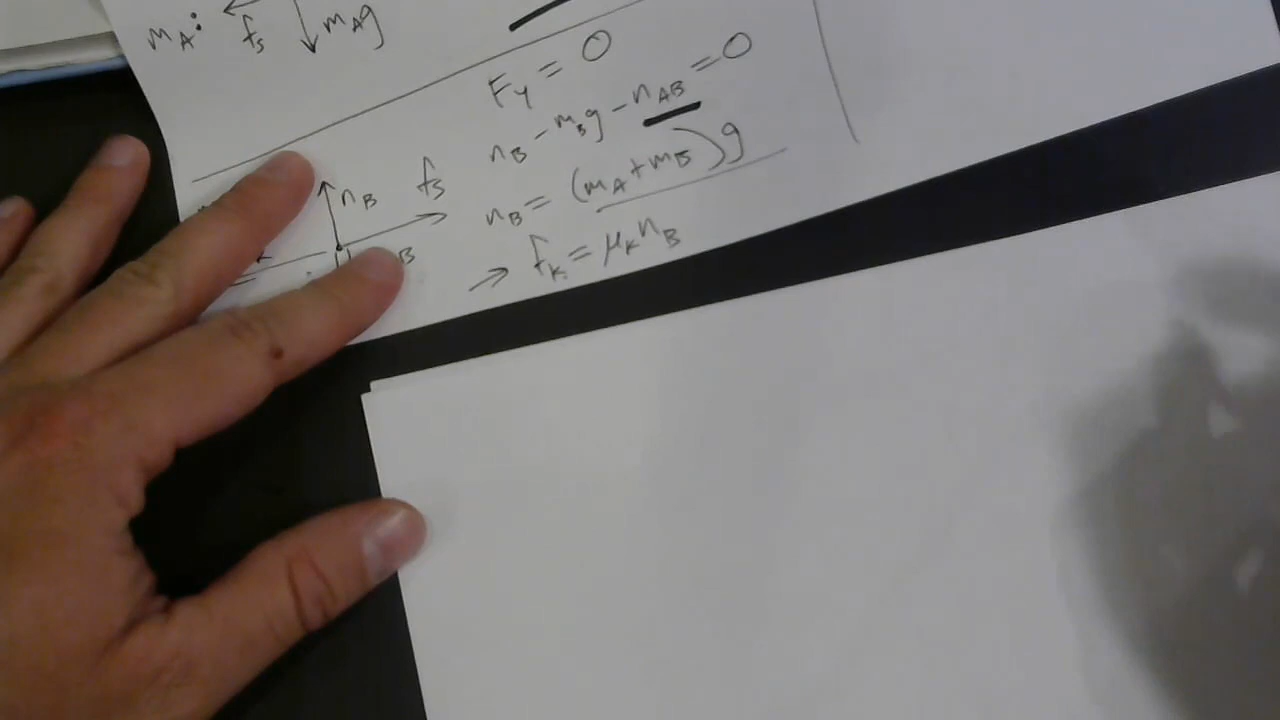 m_A: f_s m_A g
F_y = 0
n_B - m_B g - n_AB = 0
n_B f_s
n_B = (m_A + m_B) g
B
→ f_k = μ_k n_B